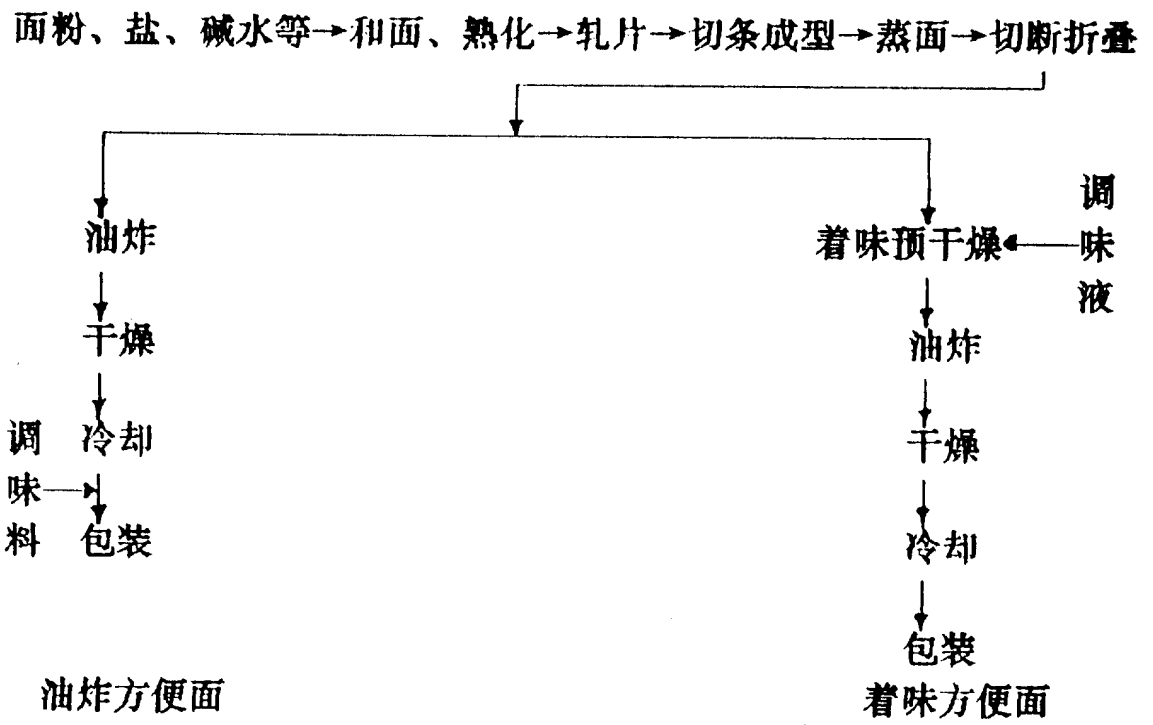 面粉、盐、碱水等→和面、熟化→轧片→切条成型→蒸面→切断折叠
油炸
干燥
冷却
调味料
包装
油炸方便面
着味预干燥
调味液
油炸
干燥
冷却
包装
着味方便面